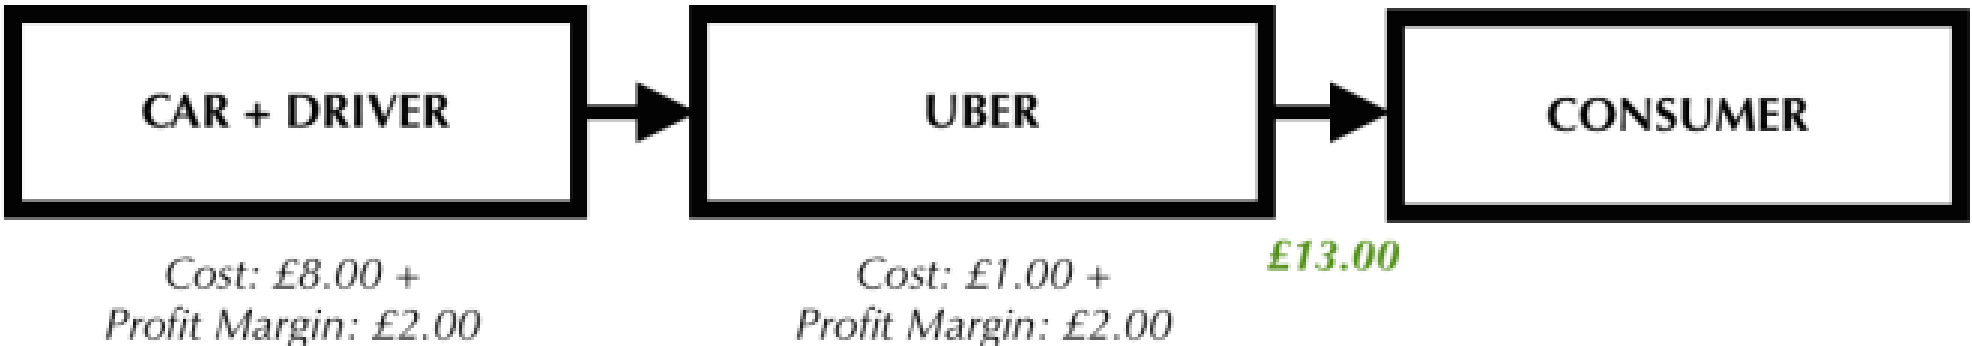 CAR + DRIVER
UBER
CONSUMER
Cost: £8.00 +
Profit Margin: £2.00
Cost: £1.00 +
Profit Margin: £2.00
£13.00